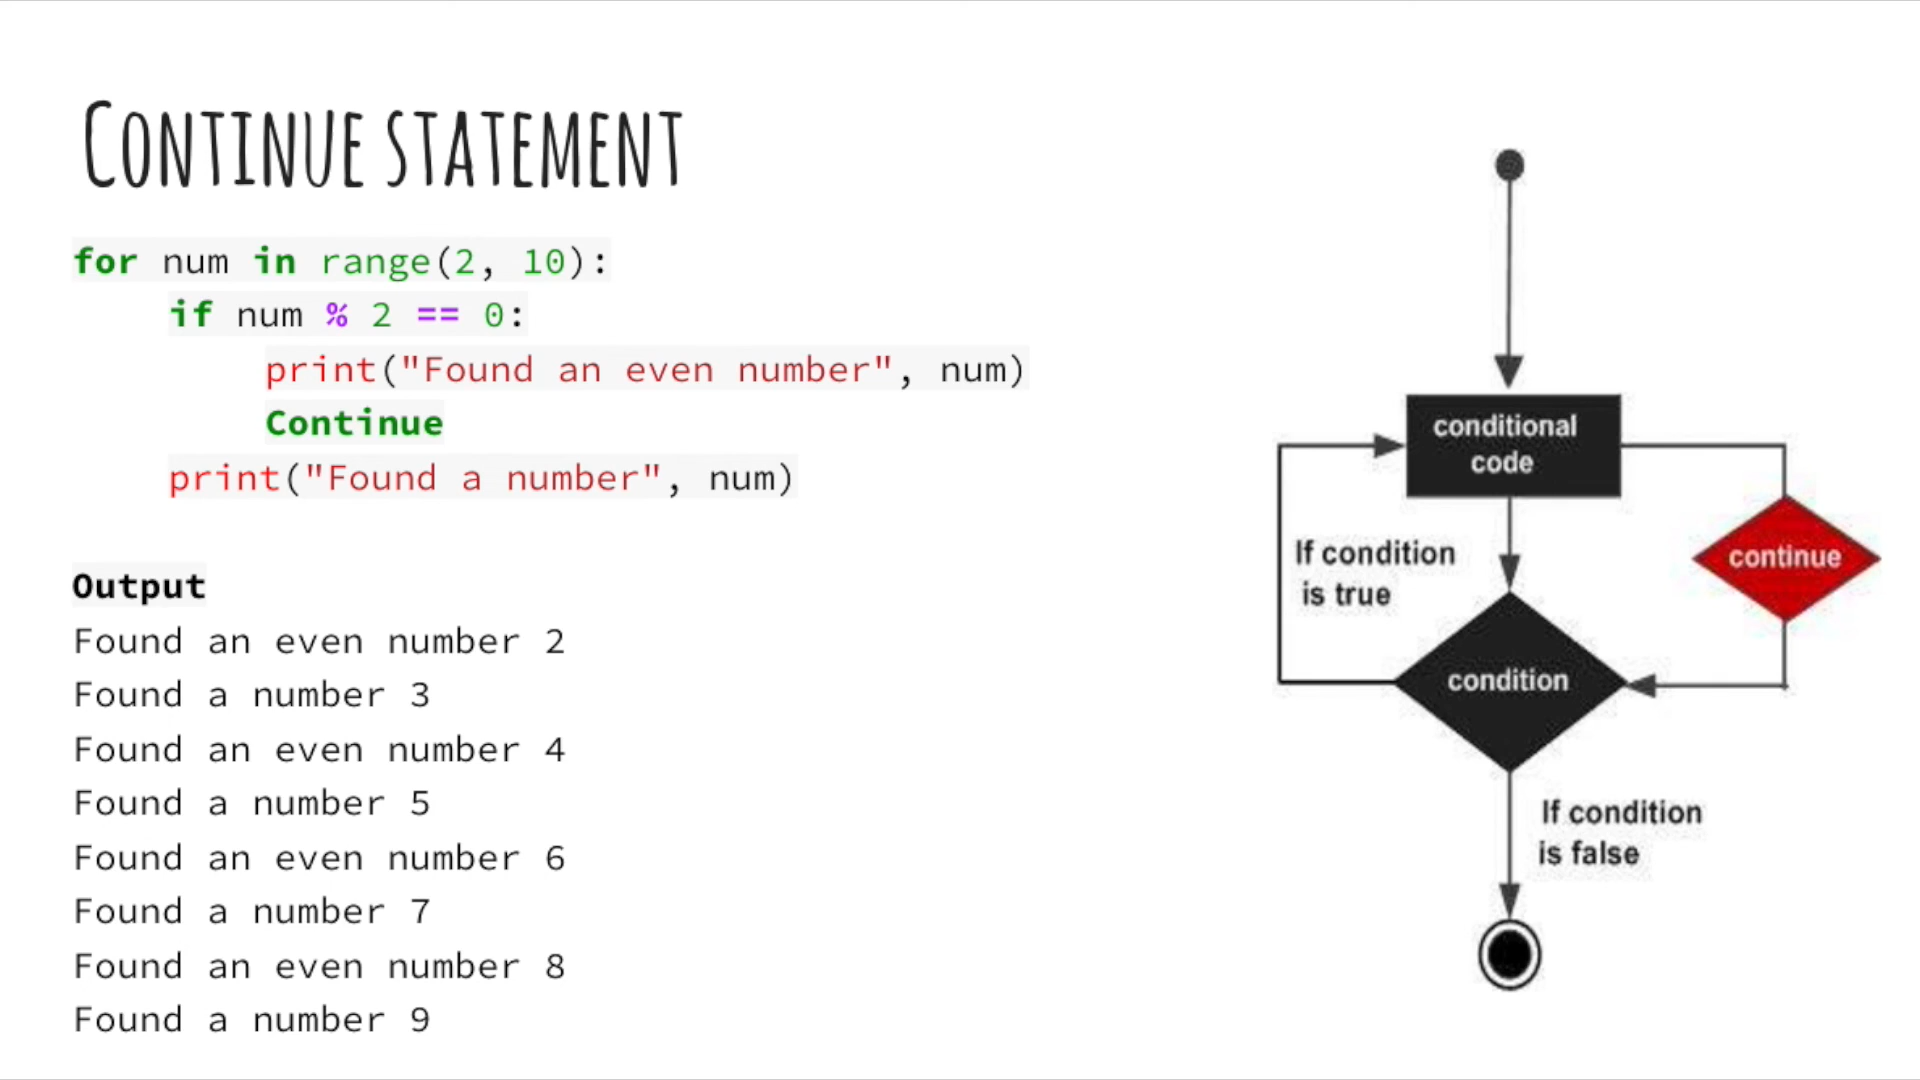 Continue statement
for num in range(2, 10):
if num % 2 == 0:
print("Found an even number", num)
Continue
print("Found a number", num)
Output
Found an even number 2
Found a number 3
Found an even number 4
Found a number 5
Found an even number 6
Found a number 7
Found an even number 8
Found a number 9
conditional
code
continue
If condition
is true
condition
If condition
is false